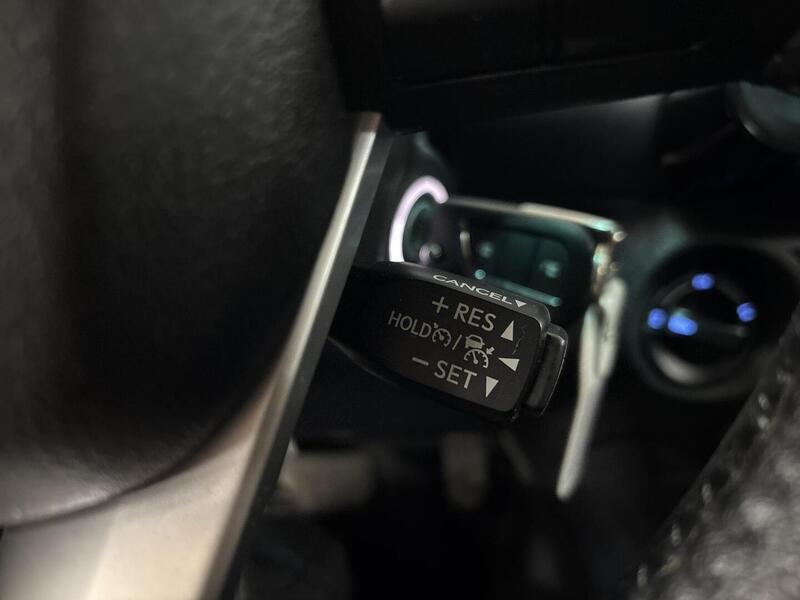 CANCEL
+ RES
HOLD /
− SET